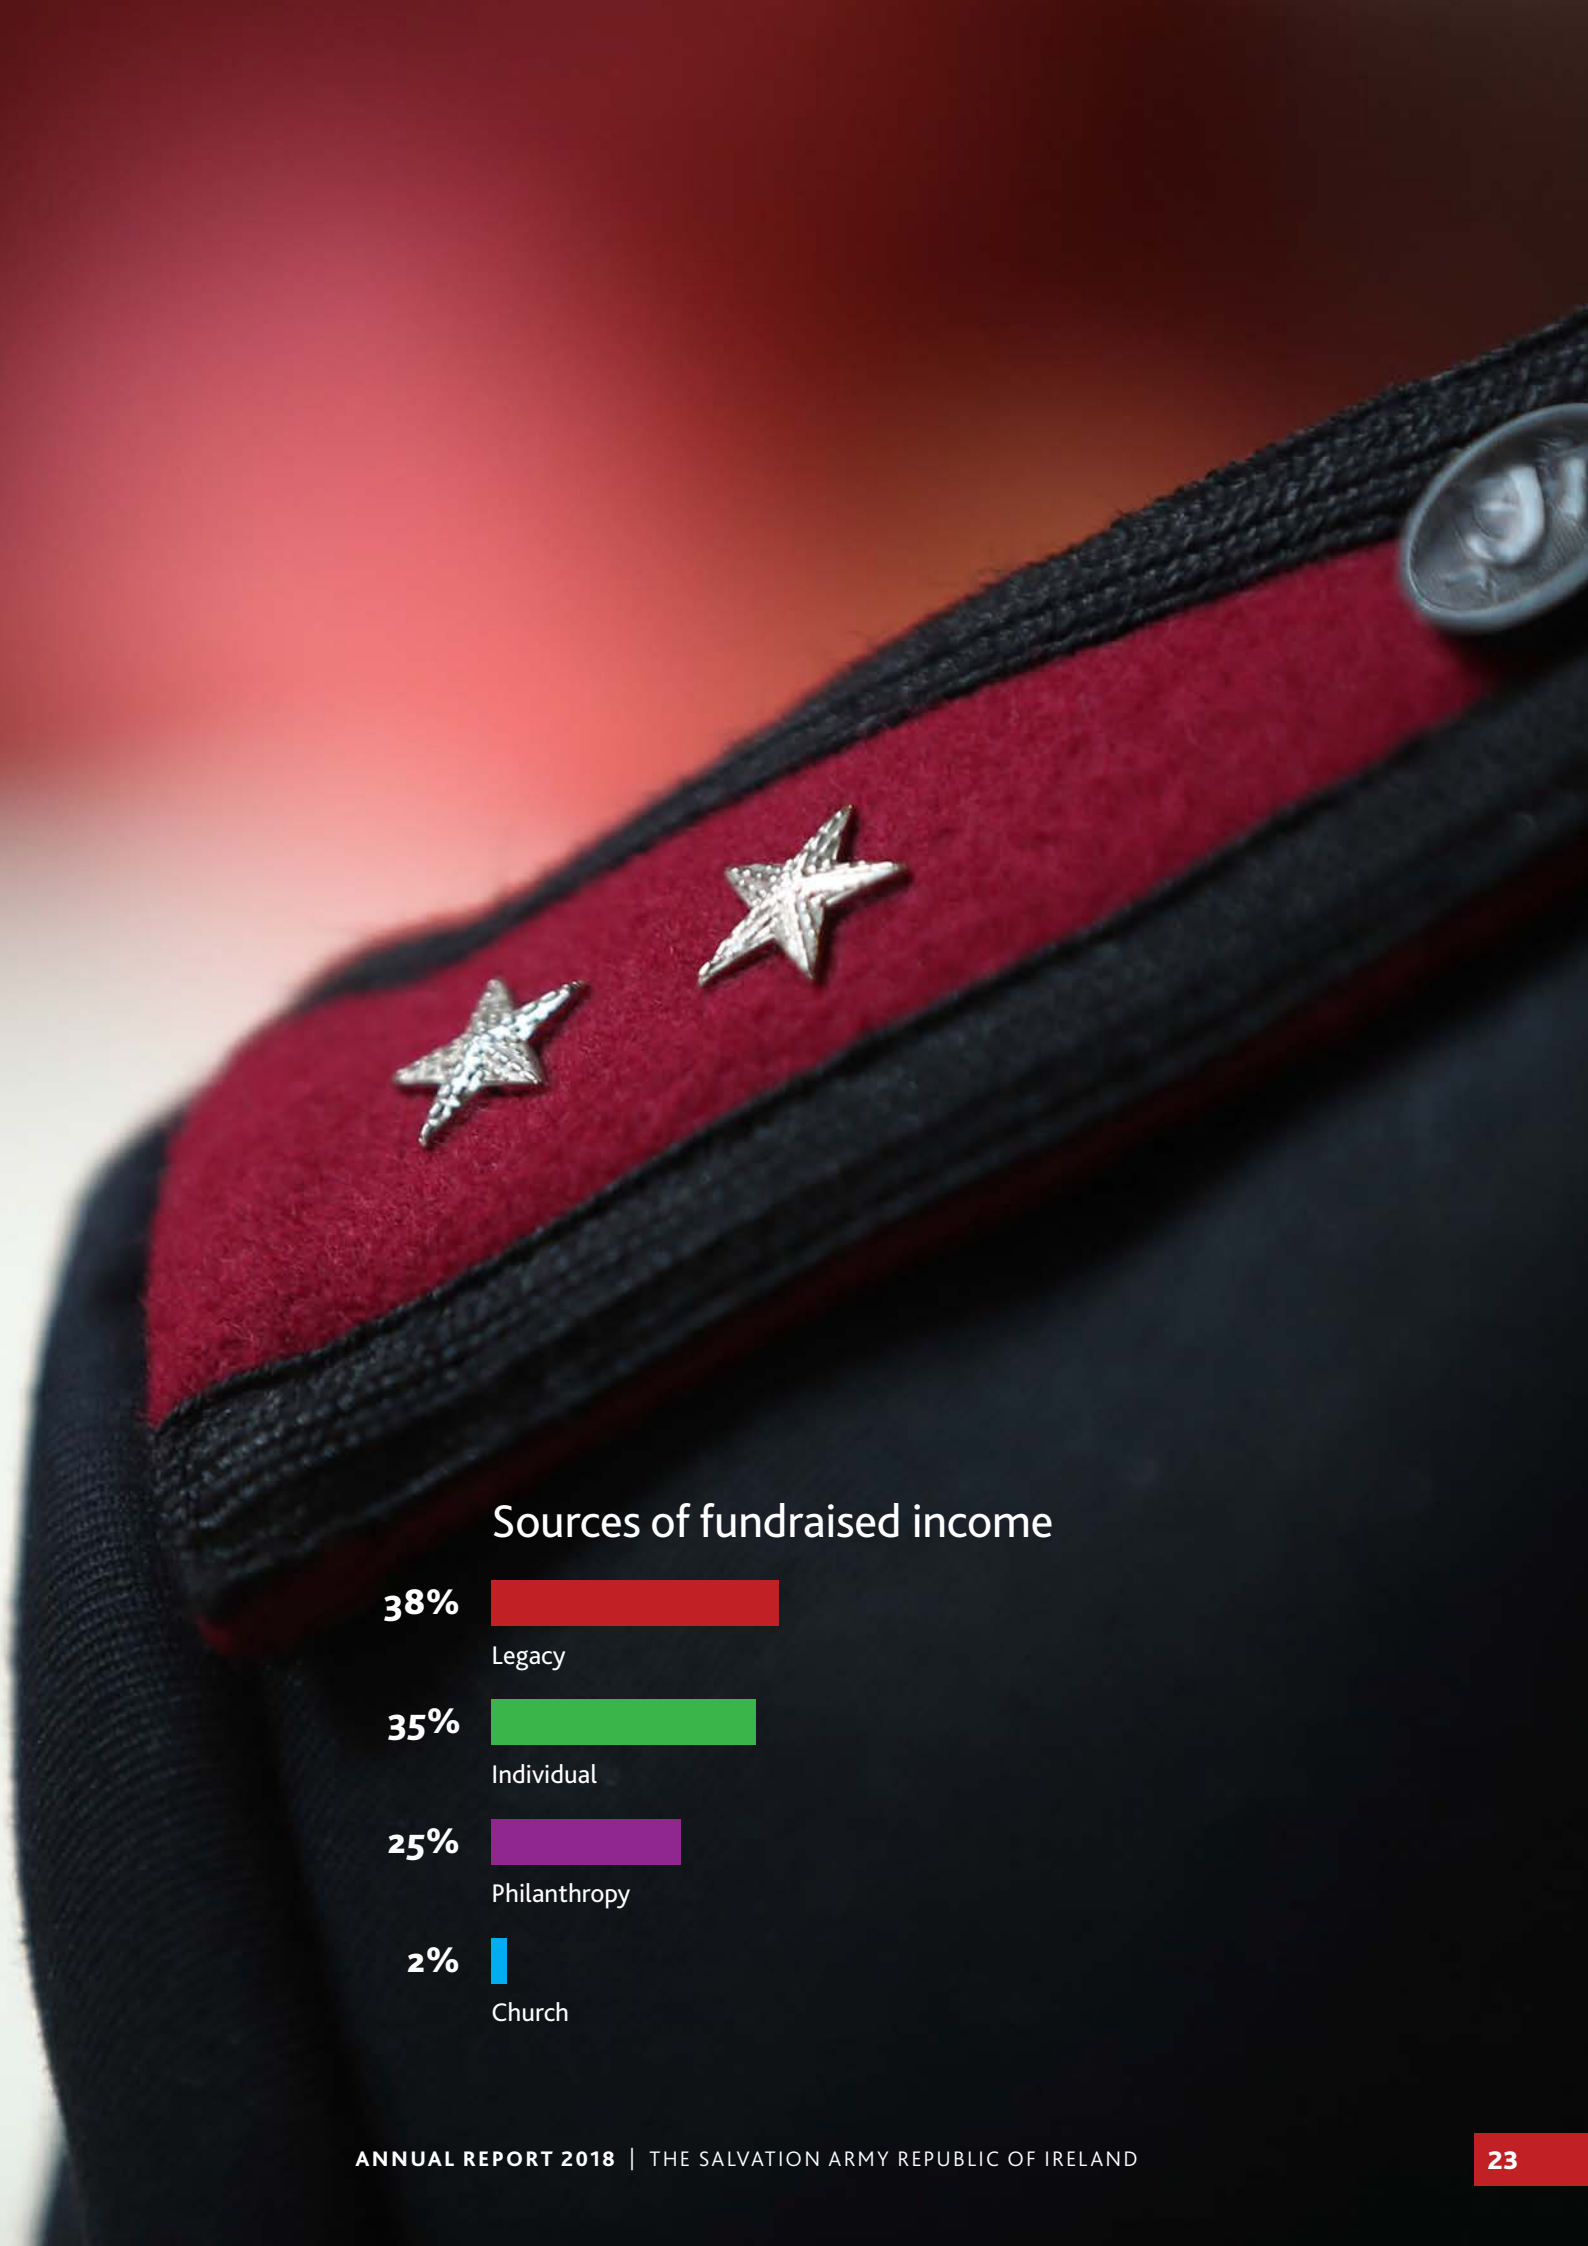 Sources of fundraised income
38%
Legacy
35%
Individual
25%
Philanthropy
2%
Church
ANNUAL REPORT 2018 | THE SALVATION ARMY REPUBLIC OF IRELAND
23